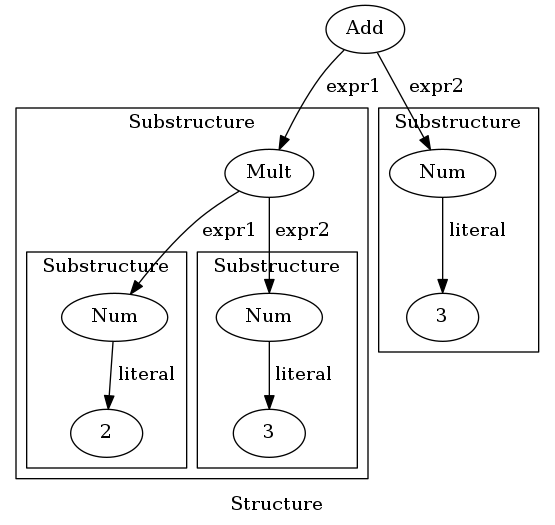 Add
expr1 expr2
Substructure Substructure
Mult Num
expr1 expr2 literal
Substructure Substructure
Num Num 3
literal literal
2 3
Structure